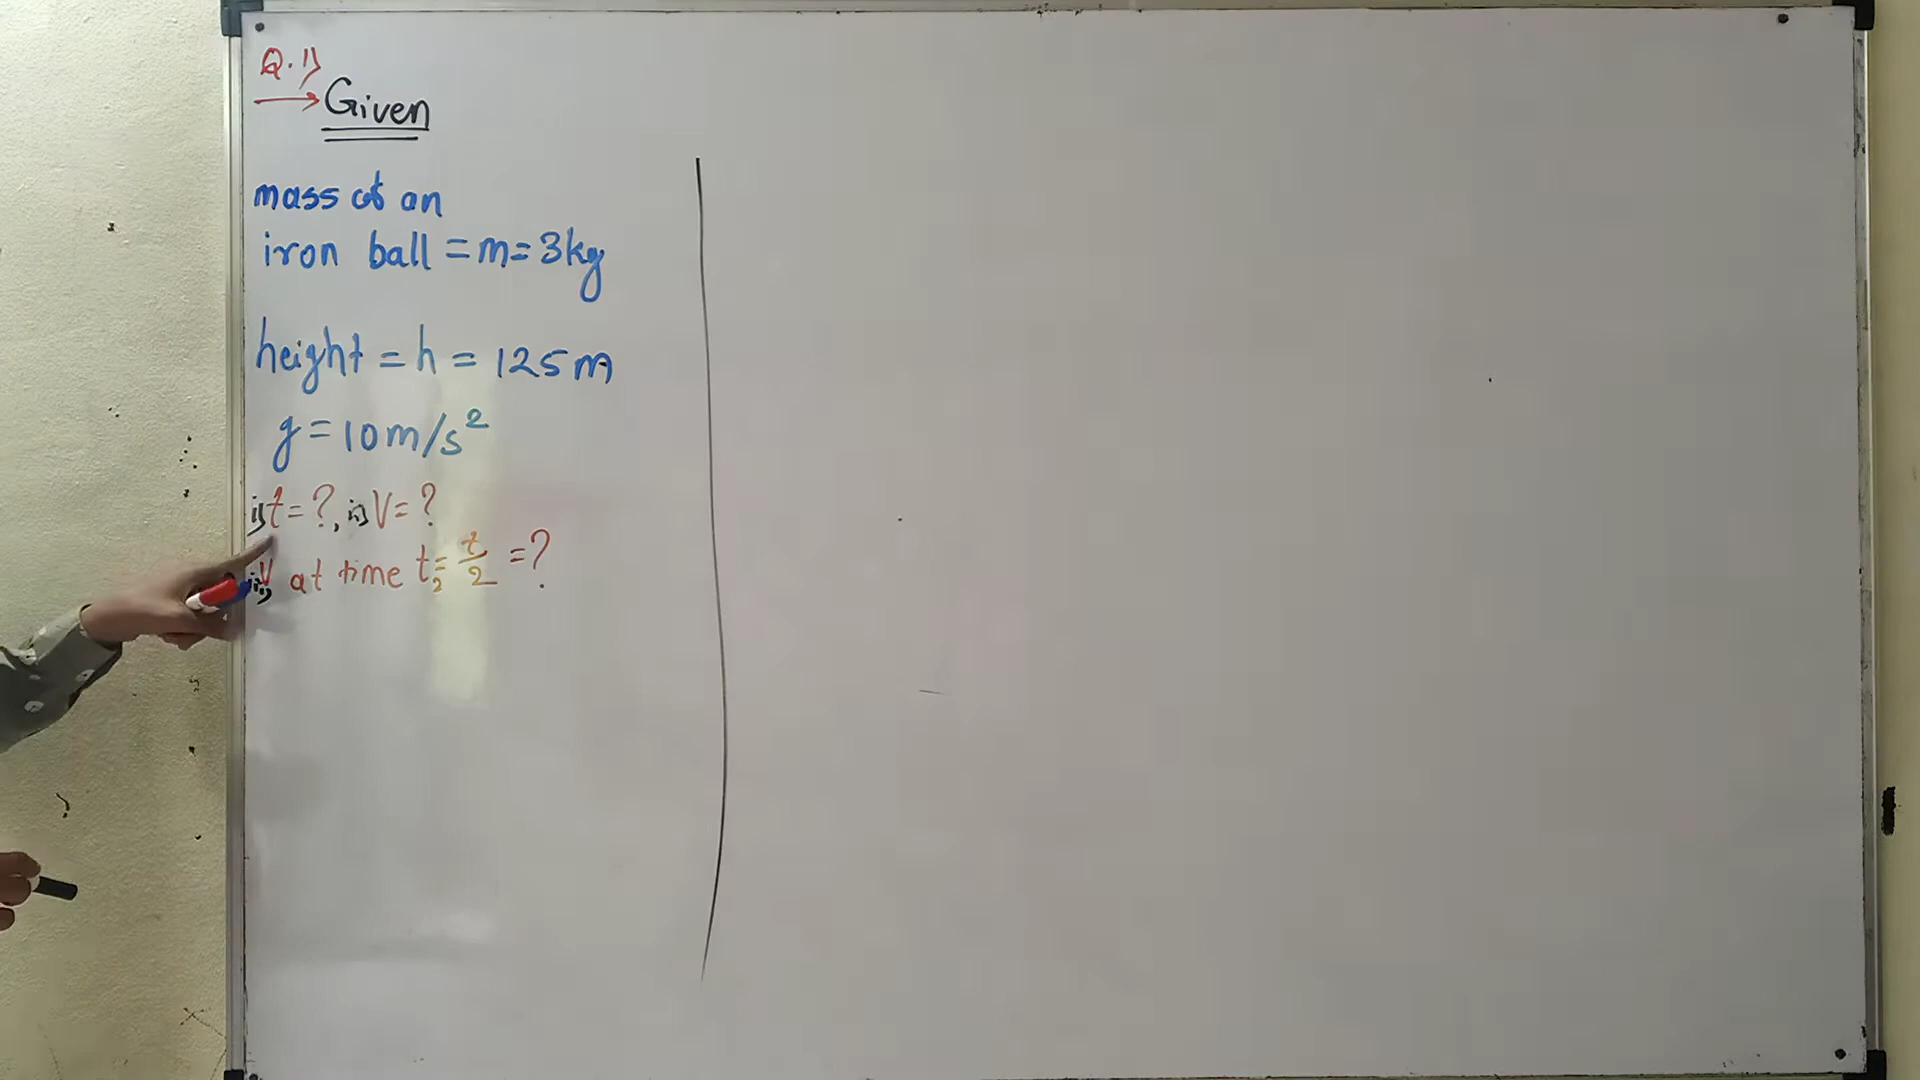 Q.1)
Given
mass of an
iron ball = m = 3kg
height = h = 125 m
g = 10 m/s²
i) t = ?, ii) V = ?
iii) V at time t₂ = t/2 = ?